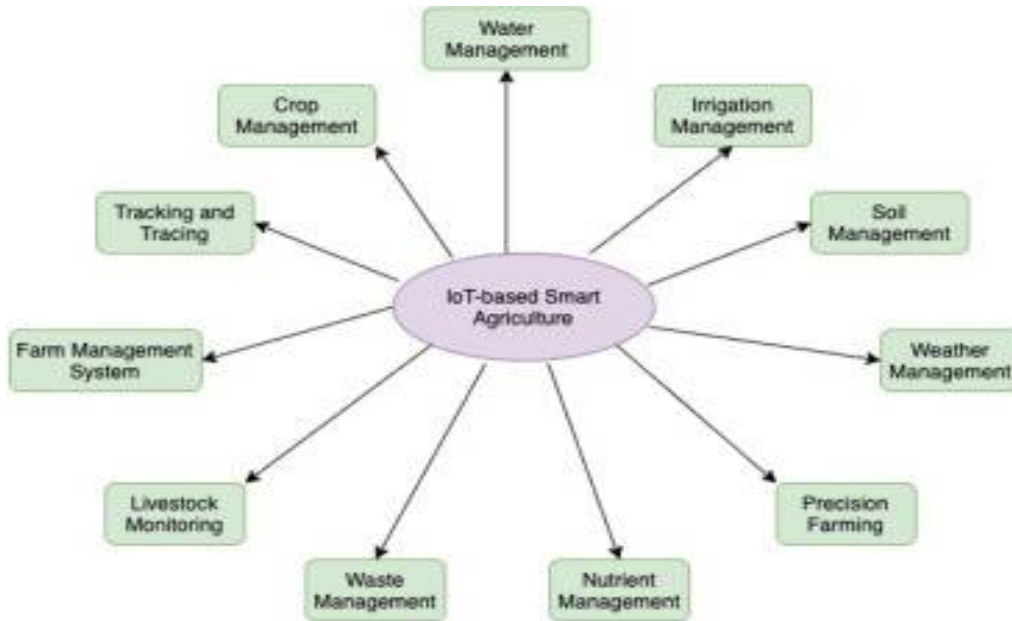 Water
Management
Crop
Management
Irrigation
Management
Tracking and
Tracing
Soil
Management
IoT-based Smart
Agriculture
Farm Management
System
Weather
Management
Livestock
Monitoring
Precision
Farming
Waste
Management
Nutrient
Management